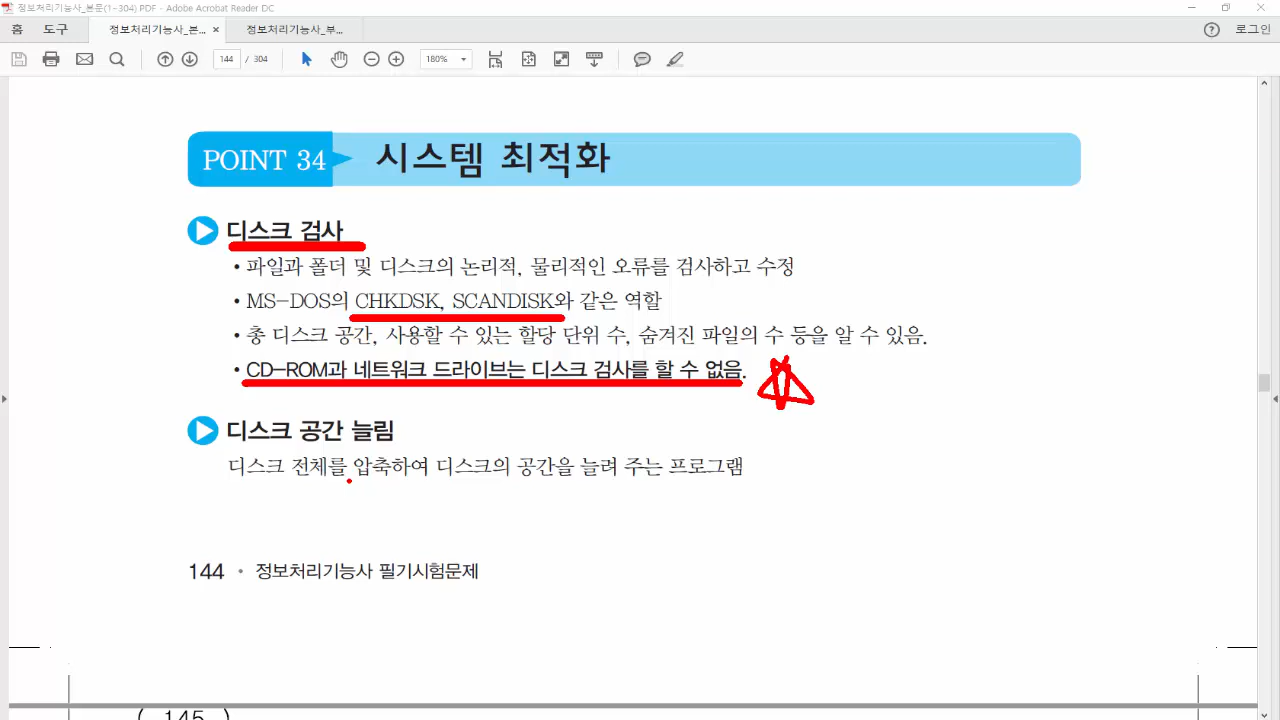 정보처리기능사_본문(1-304) PDF - Adobe Acrobat Reader DC
홈 도구 정보처리기능사_본... × 정보처리기능사_부... 로그인
144 / 304 180%
POINT 34 시스템 최적화
디스크 검사
• 파일과 폴더 및 디스크의 논리적, 물리적인 오류를 검사하고 수정
• MS-DOS의 CHKDSK, SCANDISK와 같은 역할
• 총 디스크 공간, 사용할 수 있는 할당 단위 수, 숨겨진 파일의 수 등을 알 수 있음.
• CD-ROM과 네트워크 드라이브는 디스크 검사를 할 수 없음.
디스크 공간 늘림
디스크 전체를 압축하여 디스크의 공간을 늘려 주는 프로그램
144 • 정보처리기능사 필기시험문제
( 145 )